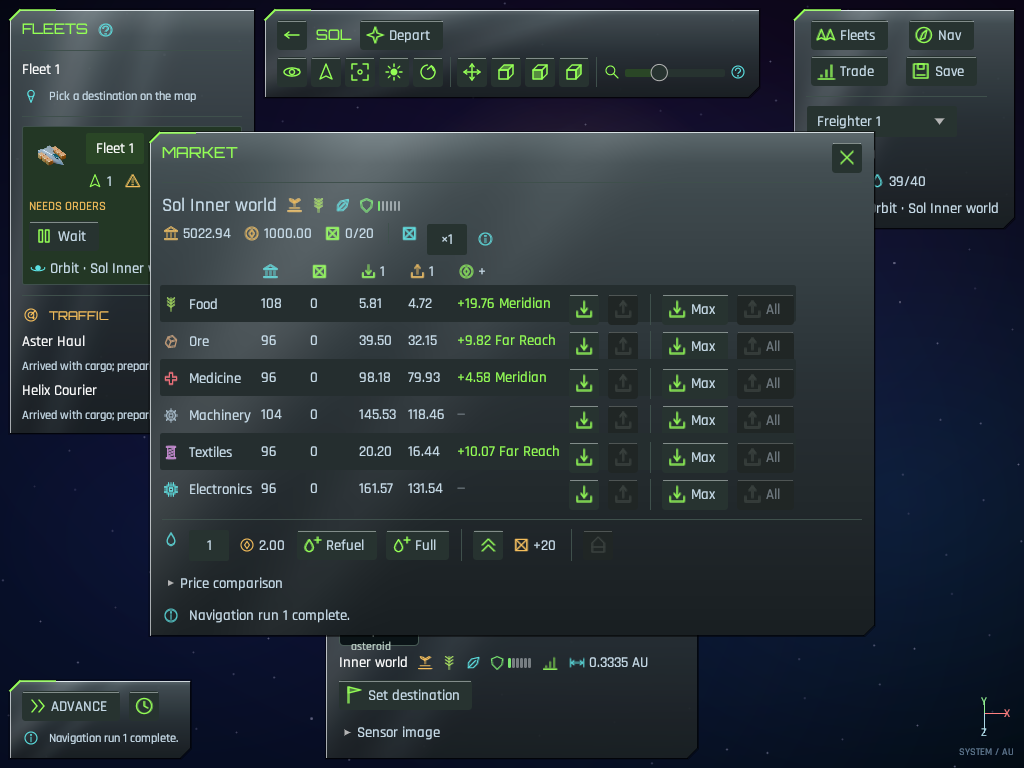 FLEETS
Fleet 1
Pick a destination on the map
Fleet 1
1
NEEDS ORDERS
Wait
Orbit · Sol Inner
TRAFFIC
Aster Haul
Arrived with cargo; prepar
Helix Courier
Arrived with cargo; prepar
SOL Depart
Fleets Nav
Trade Save
Freighter 1
39/40
rbit · Sol Inner world
MARKET
Sol Inner world
5022.94 1000.00 0/20 ×1
1 1 +
Food 108 0 5.81 4.72 +19.76 Meridian Max All
Ore 96 0 39.50 32.15 +9.82 Far Reach Max All
Medicine 96 0 98.18 79.93 +4.58 Meridian Max All
Machinery 104 0 145.53 118.46 — Max All
Textiles 96 0 20.20 16.44 +10.07 Far Reach Max All
Electronics 96 0 161.57 131.54 — Max All
1 2.00 Refuel Full +20
Price comparison
Navigation run 1 complete.
asteroid
Inner world 0.3335 AU
Set destination
Sensor image
ADVANCE
Navigation run 1 complete.
Y
X
Z
SYSTEM / AU